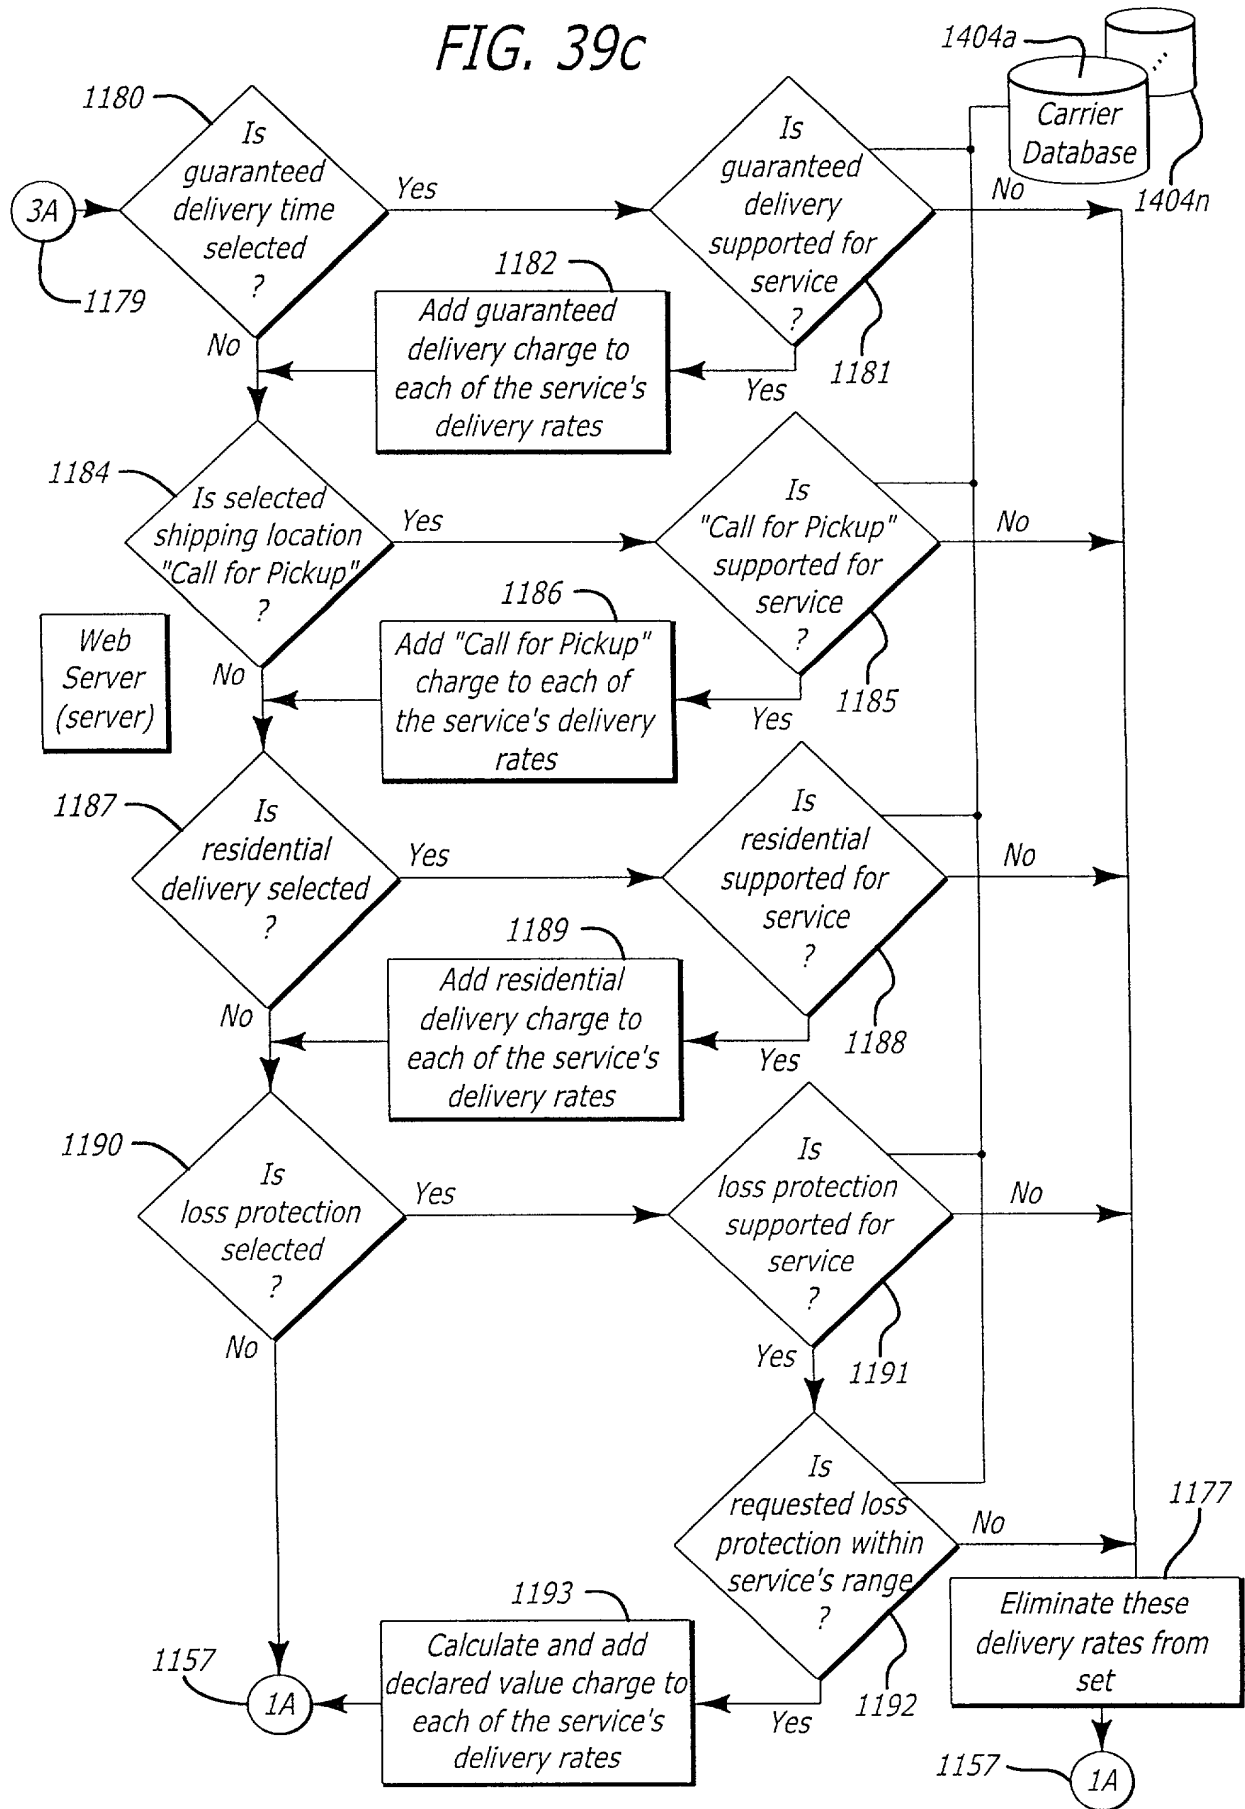 FIG. 39c
1404a
Carrier
Database
1404n
1180
Is
guaranteed
delivery time
selected
?
3A
1179
Yes
No
Is
guaranteed
delivery
supported for
service
?
1181
No
Yes
1182
Add guaranteed
delivery charge to
each of the service's
delivery rates
1184
Is selected
shipping location
"Call for Pickup"
?
Yes
No
Is
"Call for Pickup"
supported for
service
?
1185
No
Yes
1186
Add "Call for Pickup"
charge to each of
the service's delivery
rates
Web
Server
(server)
1187
Is
residential
delivery selected
?
Yes
No
Is
residential
supported for
service
?
1188
No
Yes
1189
Add residential
delivery charge to
each of the service's
delivery rates
1190
Is
loss protection
selected
?
Yes
No
Is
loss protection
supported for
service
?
1191
No
Yes
Is
requested loss
protection within
service's range
?
1192
No
Yes
1177
Eliminate these
delivery rates from
set
1193
Calculate and add
declared value charge to
each of the service's
delivery rates
1157
1A
1157
1A